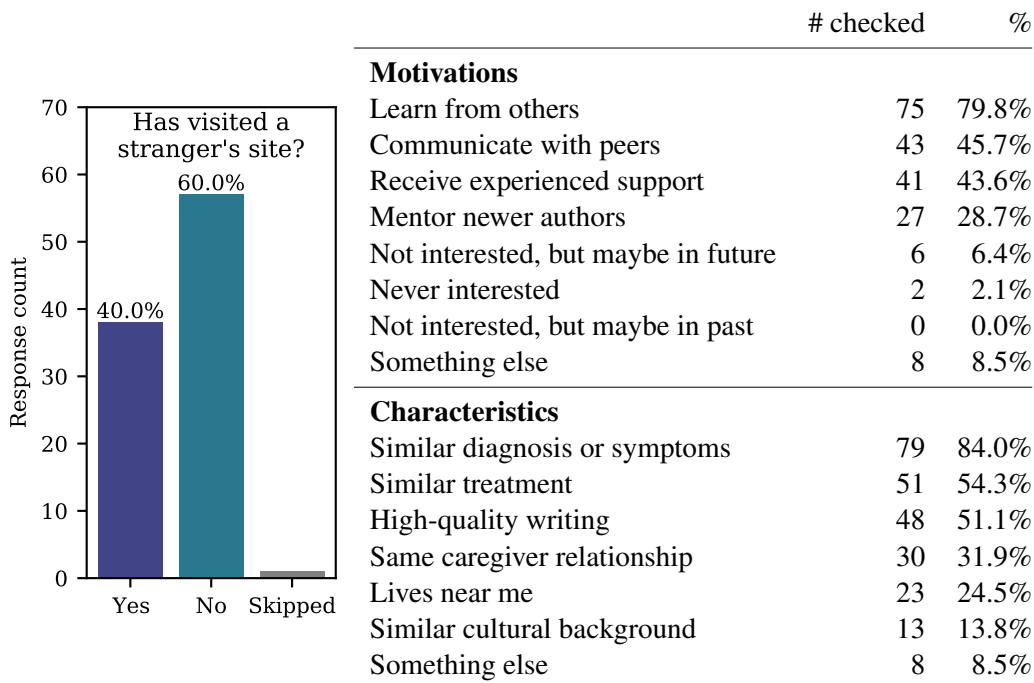 Has visited a
stranger's site?
Response count
70
60
50
40
30
20
10
0
40.0%
60.0%
Yes No Skipped
# checked %
Motivations
Learn from others 75 79.8%
Communicate with peers 43 45.7%
Receive experienced support 41 43.6%
Mentor newer authors 27 28.7%
Not interested, but maybe in future 6 6.4%
Never interested 2 2.1%
Not interested, but maybe in past 0 0.0%
Something else 8 8.5%
Characteristics
Similar diagnosis or symptoms 79 84.0%
Similar treatment 51 54.3%
High-quality writing 48 51.1%
Same caregiver relationship 30 31.9%
Lives near me 23 24.5%
Similar cultural background 13 13.8%
Something else 8 8.5%